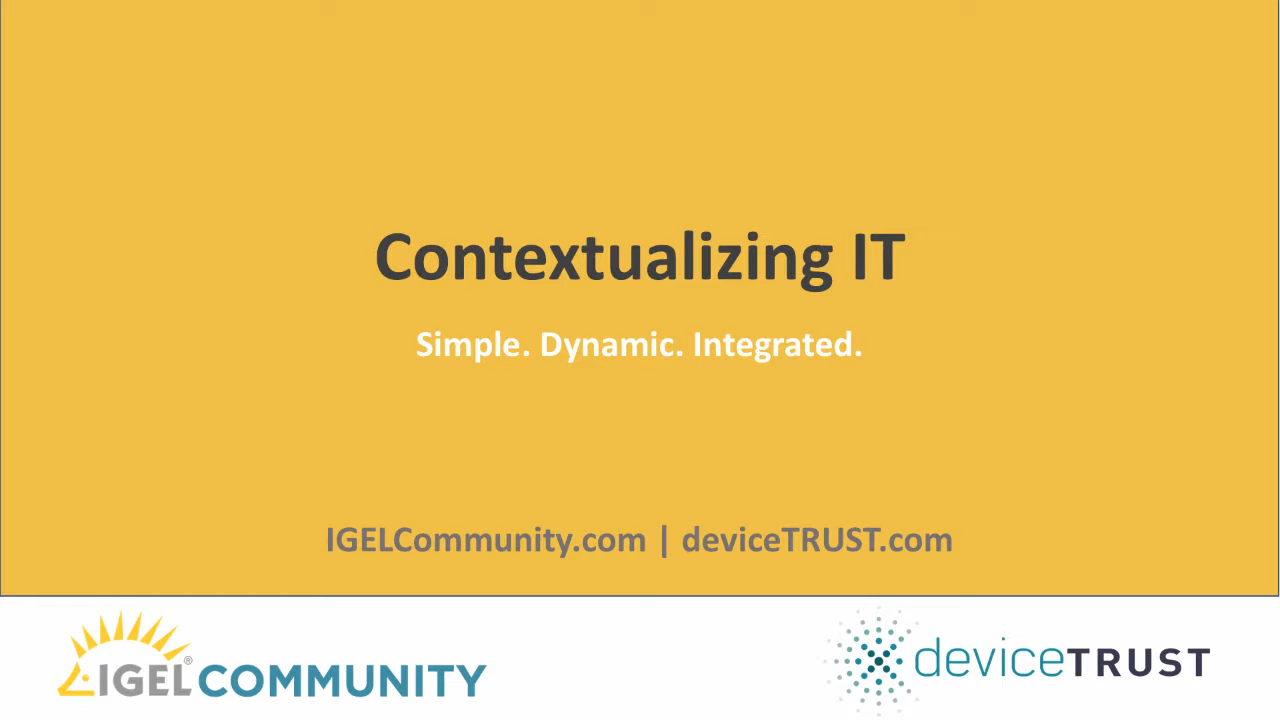 Contextualizing IT
Simple. Dynamic. Integrated.
IGELCommunity.com | deviceTRUST.com
IGEL® COMMUNITY
deviceTRUST